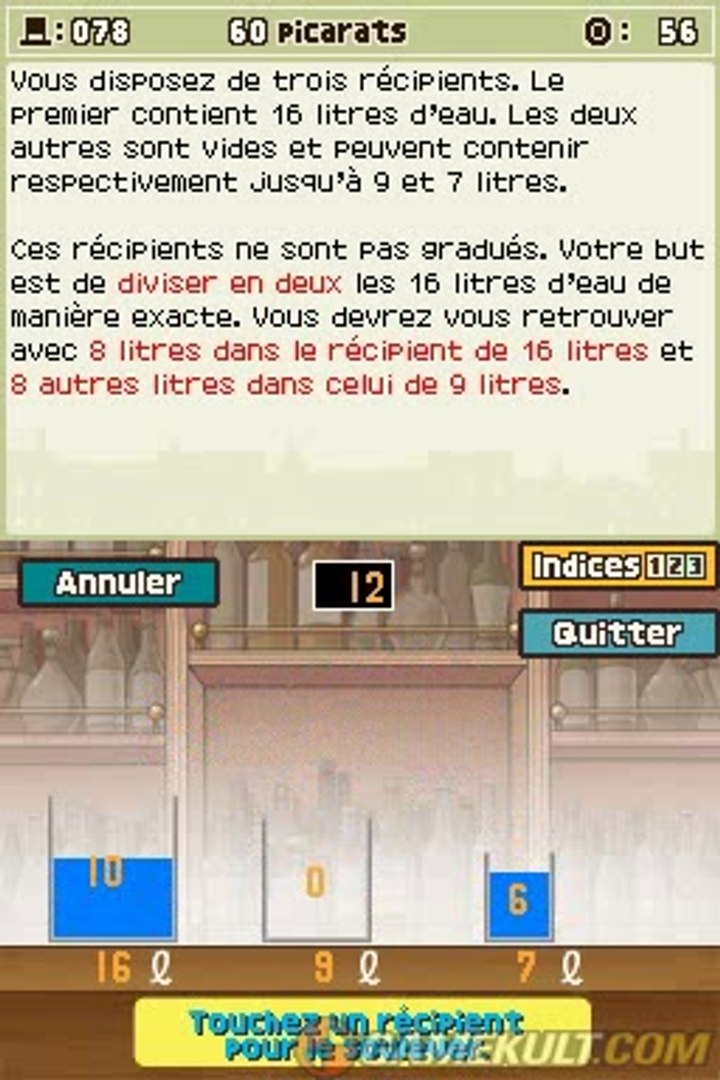 :078 60 Picarats : 56
Vous disposez de trois récipients. Le
premier contient 16 litres d'eau. Les deux
autres sont vides et peuvent contenir
respectivement jusqu'à 9 et 7 litres.
Ces récipients ne sont pas gradués. Votre but
est de diviser en deux les 16 litres d'eau de
manière exacte. Vous devrez vous retrouver
avec 8 litres dans le récipient de 16 litres et
8 autres litres dans celui de 9 litres.
Annuler 12 Indices 1 2 3
Quitter
10 0 6
16 ℓ 9 ℓ 7 ℓ
Touchez un récipient
pour le soulever.
GAMEKULT.COM